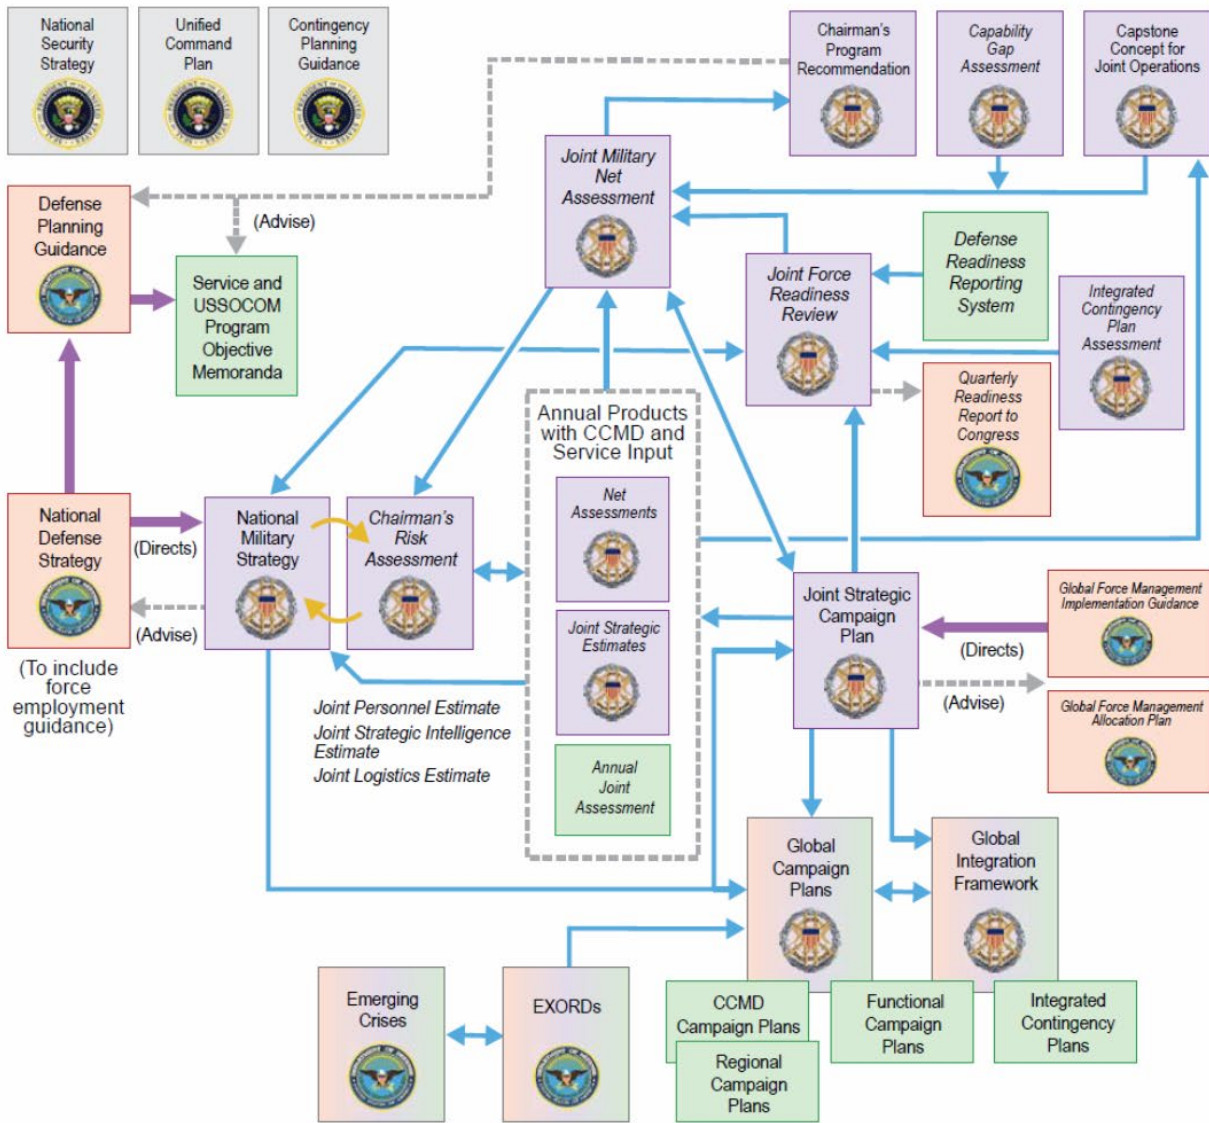 National
Security
Strategy
Unified
Command
Plan
Contingency
Planning
Guidance
Chairman's
Program
Recommendation
Capability
Gap
Assessment
Capstone
Concept for
Joint Operations
Joint Military
Net
Assessment
Defense
Planning
Guidance
(Advise)
Service and
USSOCOM
Program
Objective
Memoranda
Joint Force
Readiness
Review
Defense
Readiness
Reporting
System
Integrated
Contingency
Plan
Assessment
Quarterly
Readiness
Report to
Congress
Annual Products
with CCMD and
Service Input
Net
Assessments
Joint Strategic
Estimates
Annual
Joint
Assessment
National
Defense
Strategy
(Directs)
(Advise)
(To include
force
employment
guidance)
National
Military
Strategy
Chairman's
Risk
Assessment
Joint Personnel Estimate
Joint Strategic Intelligence
Estimate
Joint Logistics Estimate
Joint Strategic
Campaign
Plan
(Directs)
(Advise)
Global Force Management
Implementation Guidance
Global Force Management
Allocation Plan
Global
Campaign
Plans
Global
Integration
Framework
Emerging
Crises
EXORDs
CCMD
Campaign Plans
Regional
Campaign
Plans
Functional
Campaign
Plans
Integrated
Contingency
Plans